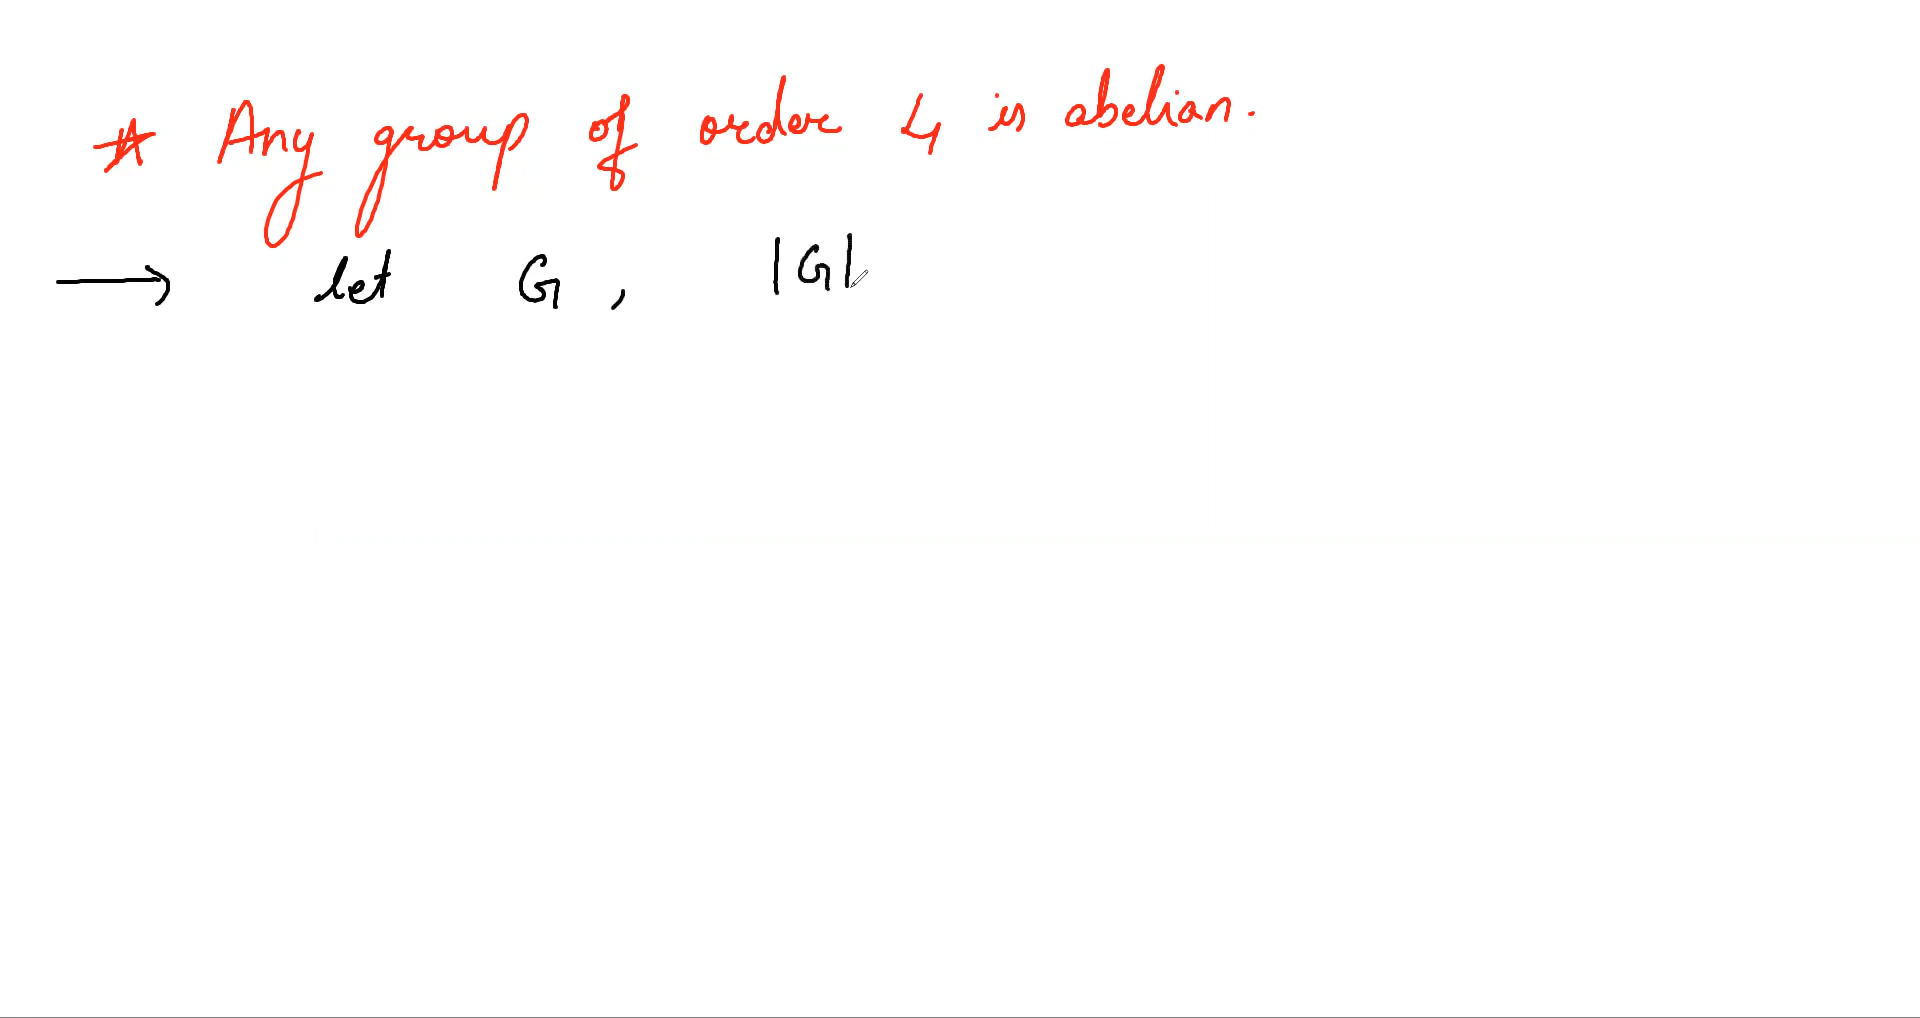 * Any group of order 4 is abelian.
→ let G, |G|